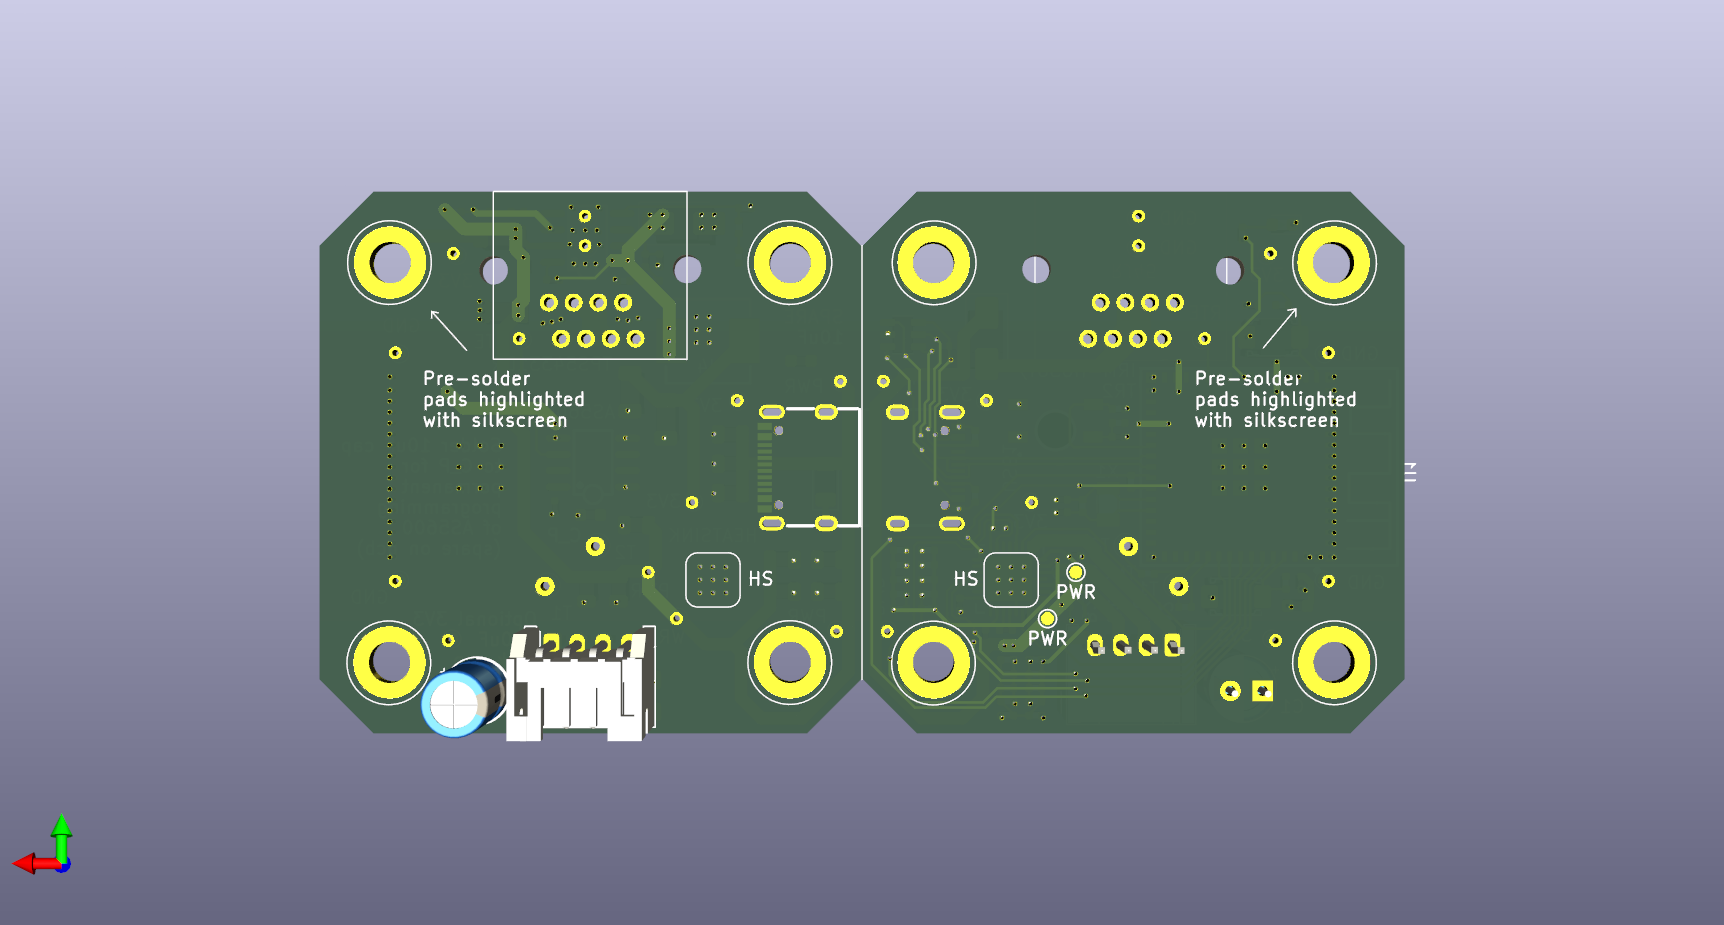 Pre-solder
pads highlighted
with silkscreen
Pre-solder
pads highlighted
with silkscreen
HS
HS
PWR
PWR